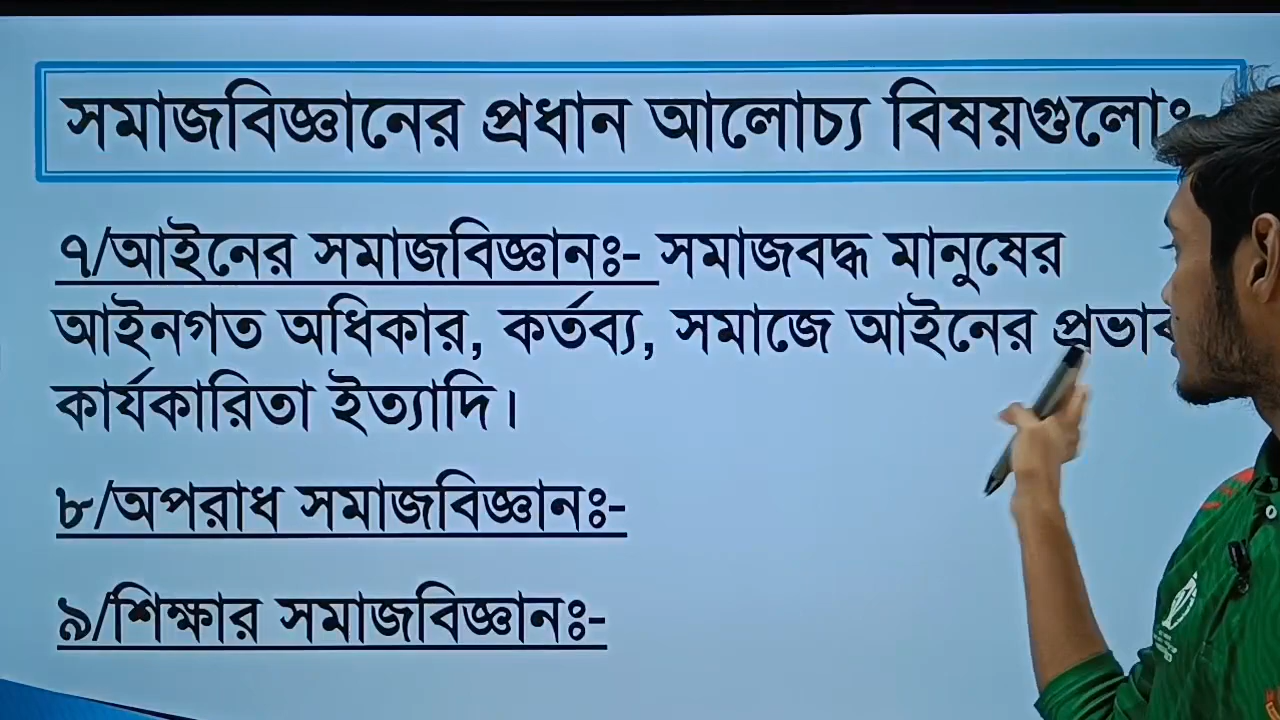 সমাজবিজ্ঞানের প্রধান আলোচ্য বিষয়গুলোঃ
৭/আইনের সমাজবিজ্ঞানঃ- সমাজবদ্ধ মানুষের
আইনগত অধিকার, কর্তব্য, সমাজে আইনের
কার্যকারিতা ইত্যাদি।
৮/অপরাধ সমাজবিজ্ঞানঃ-
৯/শিক্ষার সমাজবিজ্ঞানঃ-